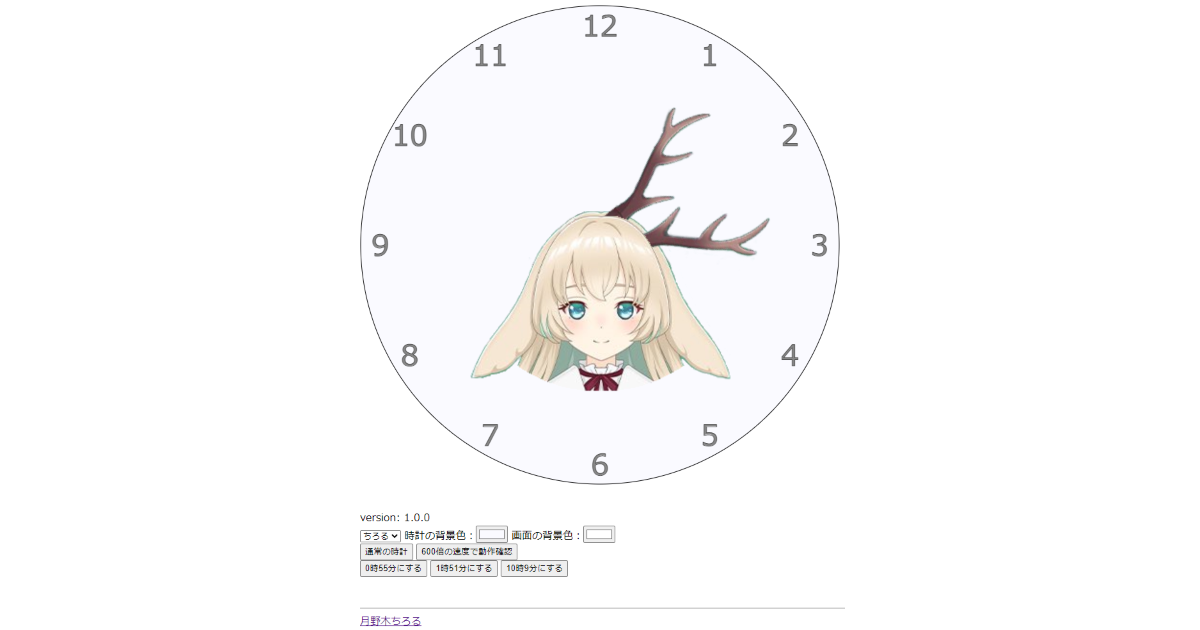 12
11 1
10 2
9 3
8 4
7 5
6
version: 1.0.0
ちろる 時計の背景色： 画面の背景色：
通常の時計 600倍の速度で動作確認
0時55分にする 1時51分にする 10時9分にする
月野木ちろる